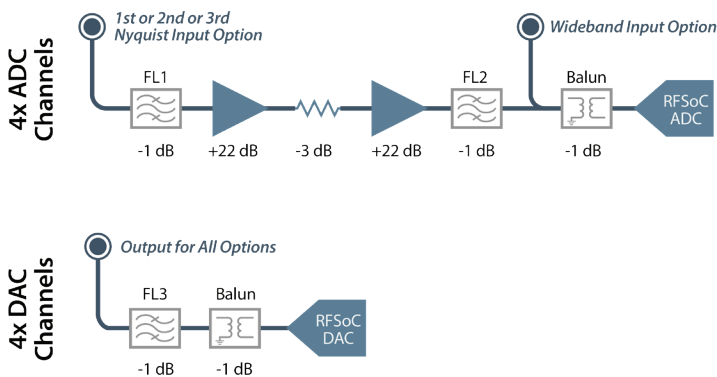 4x ADC
Channels
1st or 2nd or 3rd
Nyquist Input Option
Wideband Input Option
FL1
FL2
Balun
RFSoC
ADC
-1 dB
+22 dB
-3 dB
+22 dB
-1 dB
-1 dB
4x DAC
Channels
Output for All Options
FL3
Balun
RFSoC
DAC
-1 dB
-1 dB